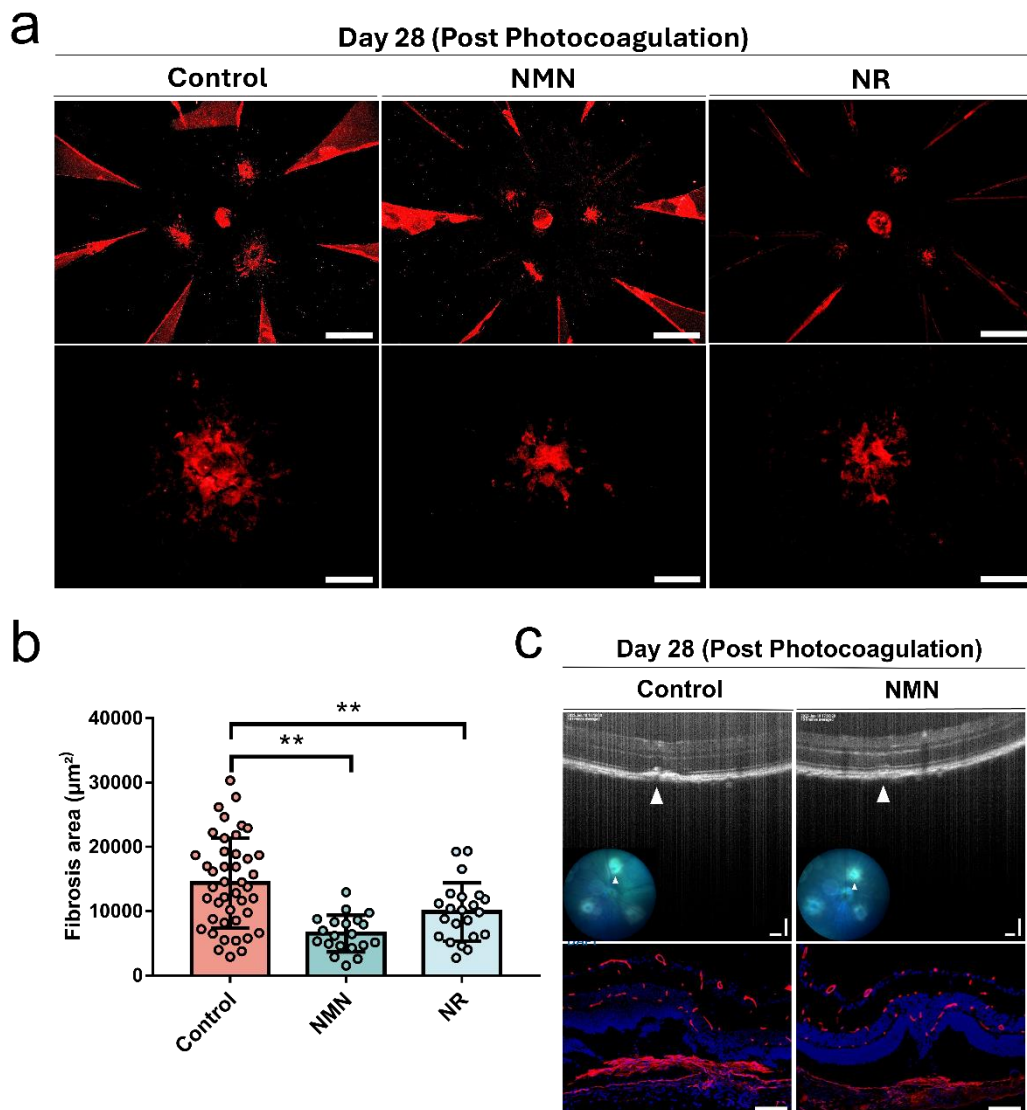 a
Day 28 (Post Photocoagulation)
Control NMN NR
b
Fibrosis area (µm²)
40000
30000
20000
10000
0
** **
Control NMN NR
c
Day 28 (Post Photocoagulation)
Control NMN